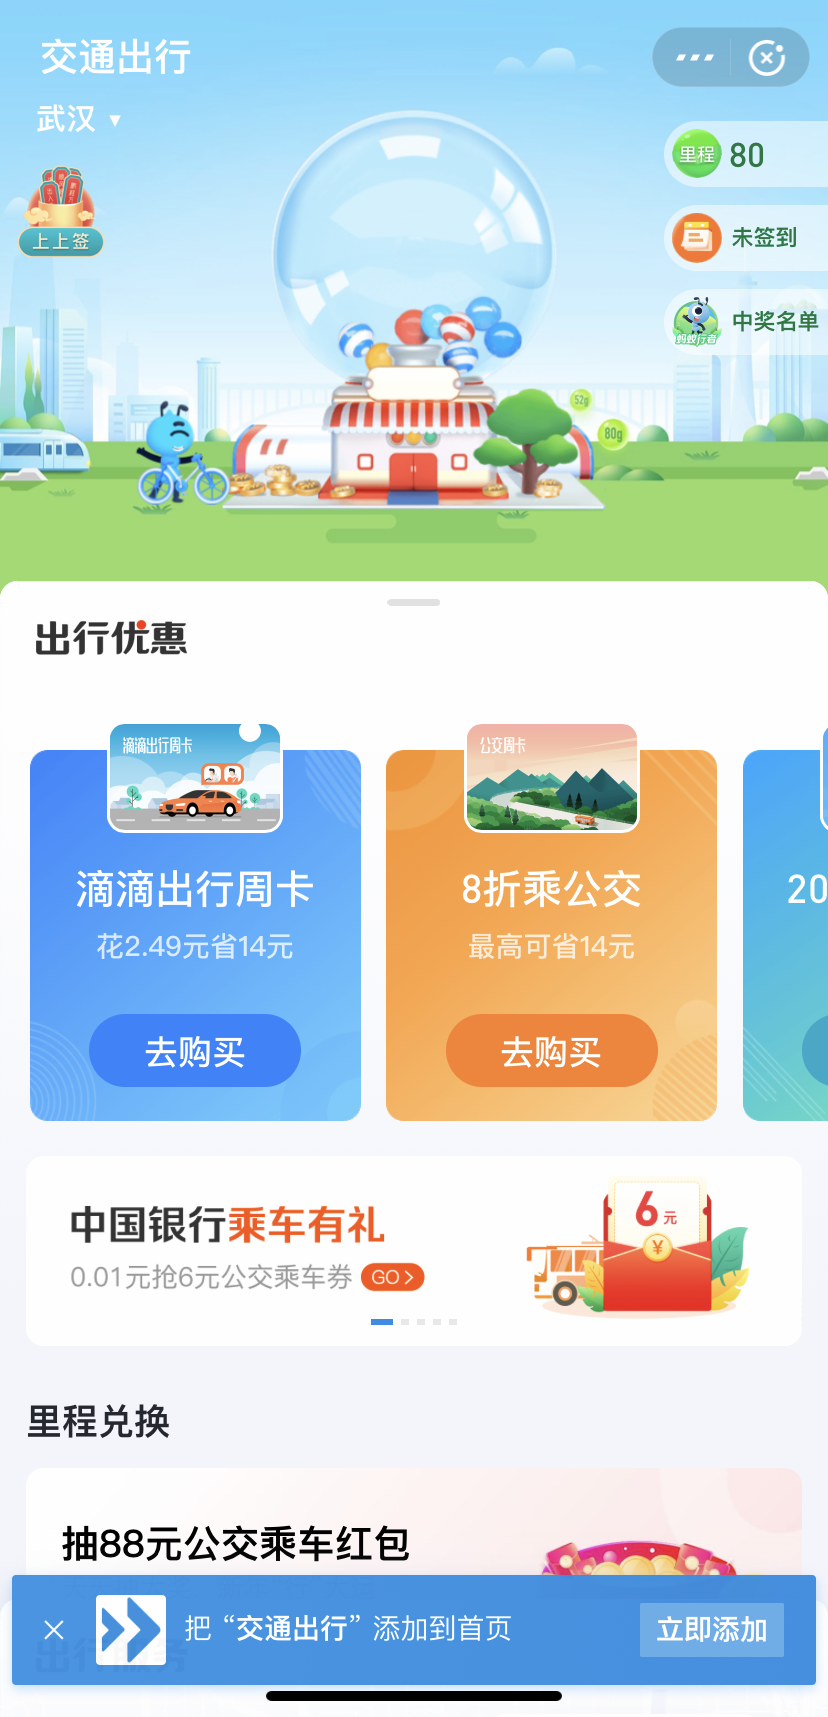 交通出行
武汉 ▼
上上签
里程 80
未签到
中奖名单
蚂蚁行者
52g
80g
出行优惠
滴滴出行周卡
滴滴出行周卡
花2.49元省14元
去购买
公交周卡
8折乘公交
最高可省14元
去购买
20
中国银行乘车有礼
0.01元抢6元公交乘车券 GO >
6元
¥
里程兑换
抽88元公交乘车红包
把“交通出行”添加到首页
立即添加
出行服务